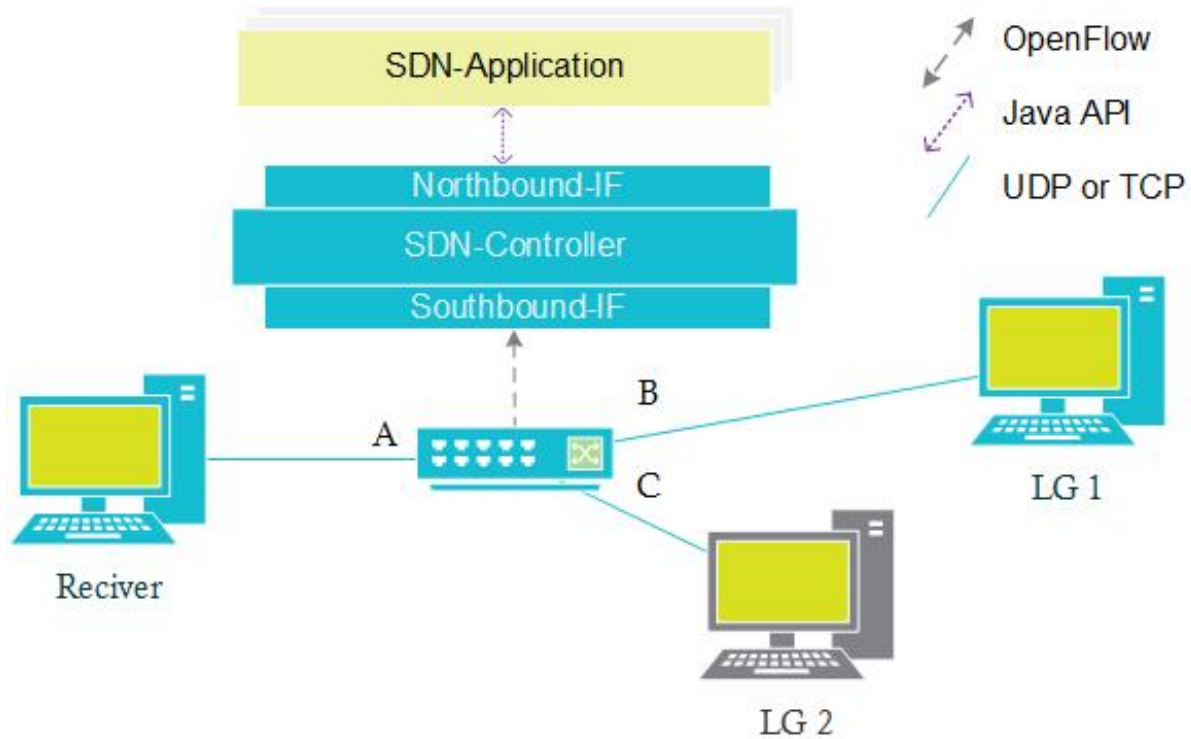 SDN-Application
OpenFlow
Java API
UDP or TCP
Northbound-IF
SDN-Controller
Southbound-IF
A
B
C
Reciver
LG 1
LG 2